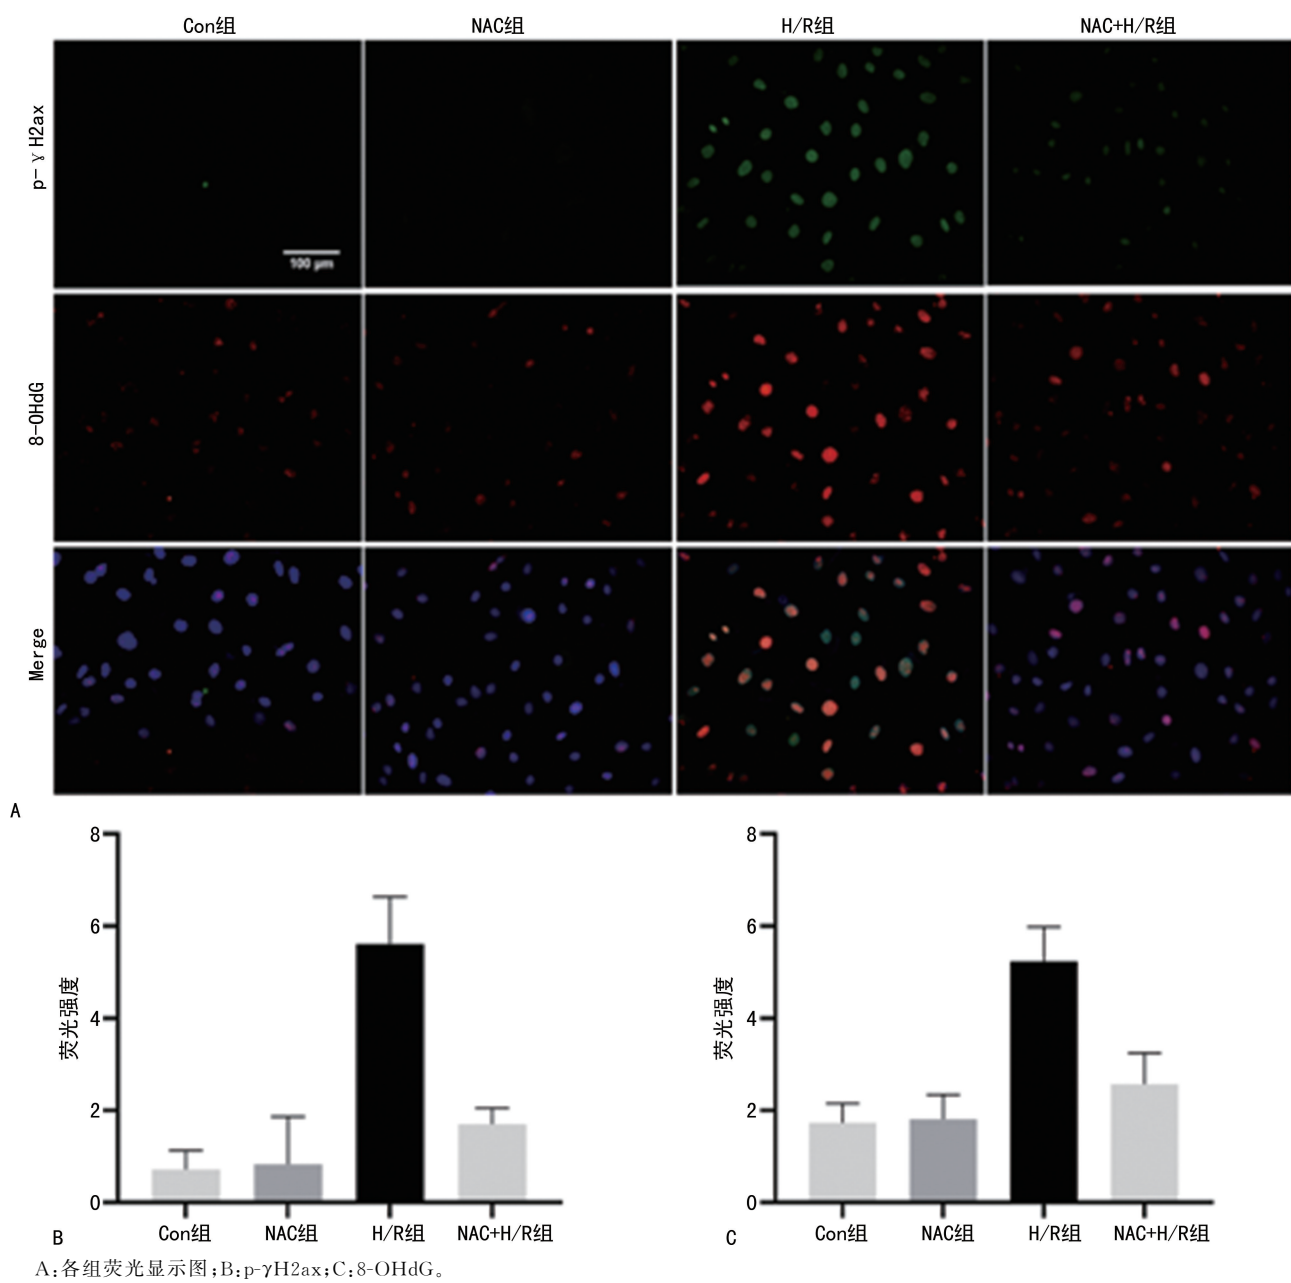 Con组 NAC组 H/R组 NAC+H/R组
p-γH2ax
100 μm
8-OHdG
Merge
A
8
6
4
2
0
荧光强度
Con组 NAC组 H/R组 NAC+H/R组
B
8
6
4
2
0
荧光强度
Con组 NAC组 H/R组 NAC+H/R组
C
A:各组荧光显示图;B:p-γH2ax;C:8-OHdG。